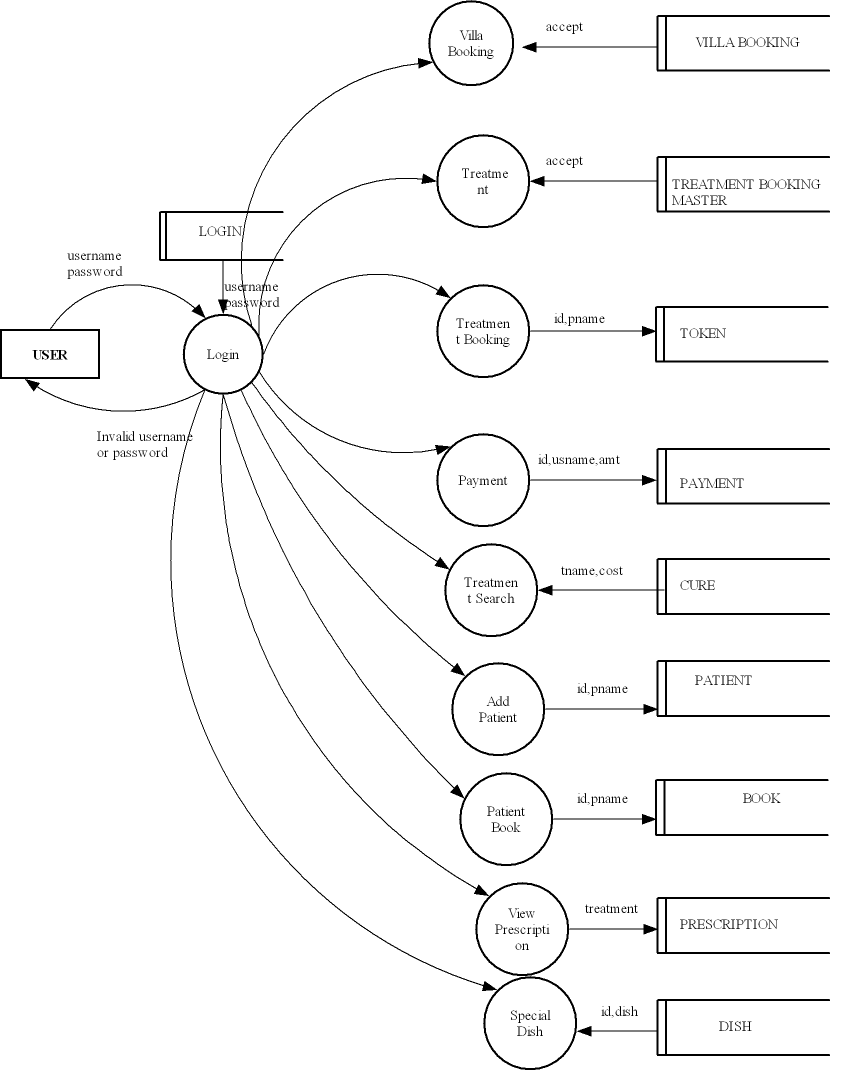 Villa
Booking
accept
VILLA BOOKING
Treatme
nt
accept
TREATMENT BOOKING
MASTER
LOGIN
username
password
username
password
USER
Login
Invalid username
or password
Treatmen
t Booking
id,pname
TOKEN
Payment
id,usname,amt
PAYMENT
Treatmen
t Search
tname,cost
CURE
Add
Patient
id,pname
PATIENT
Patient
Book
id,pname
BOOK
View
Prescripti
on
treatment
PRESCRIPTION
Special
Dish
id,dish
DISH